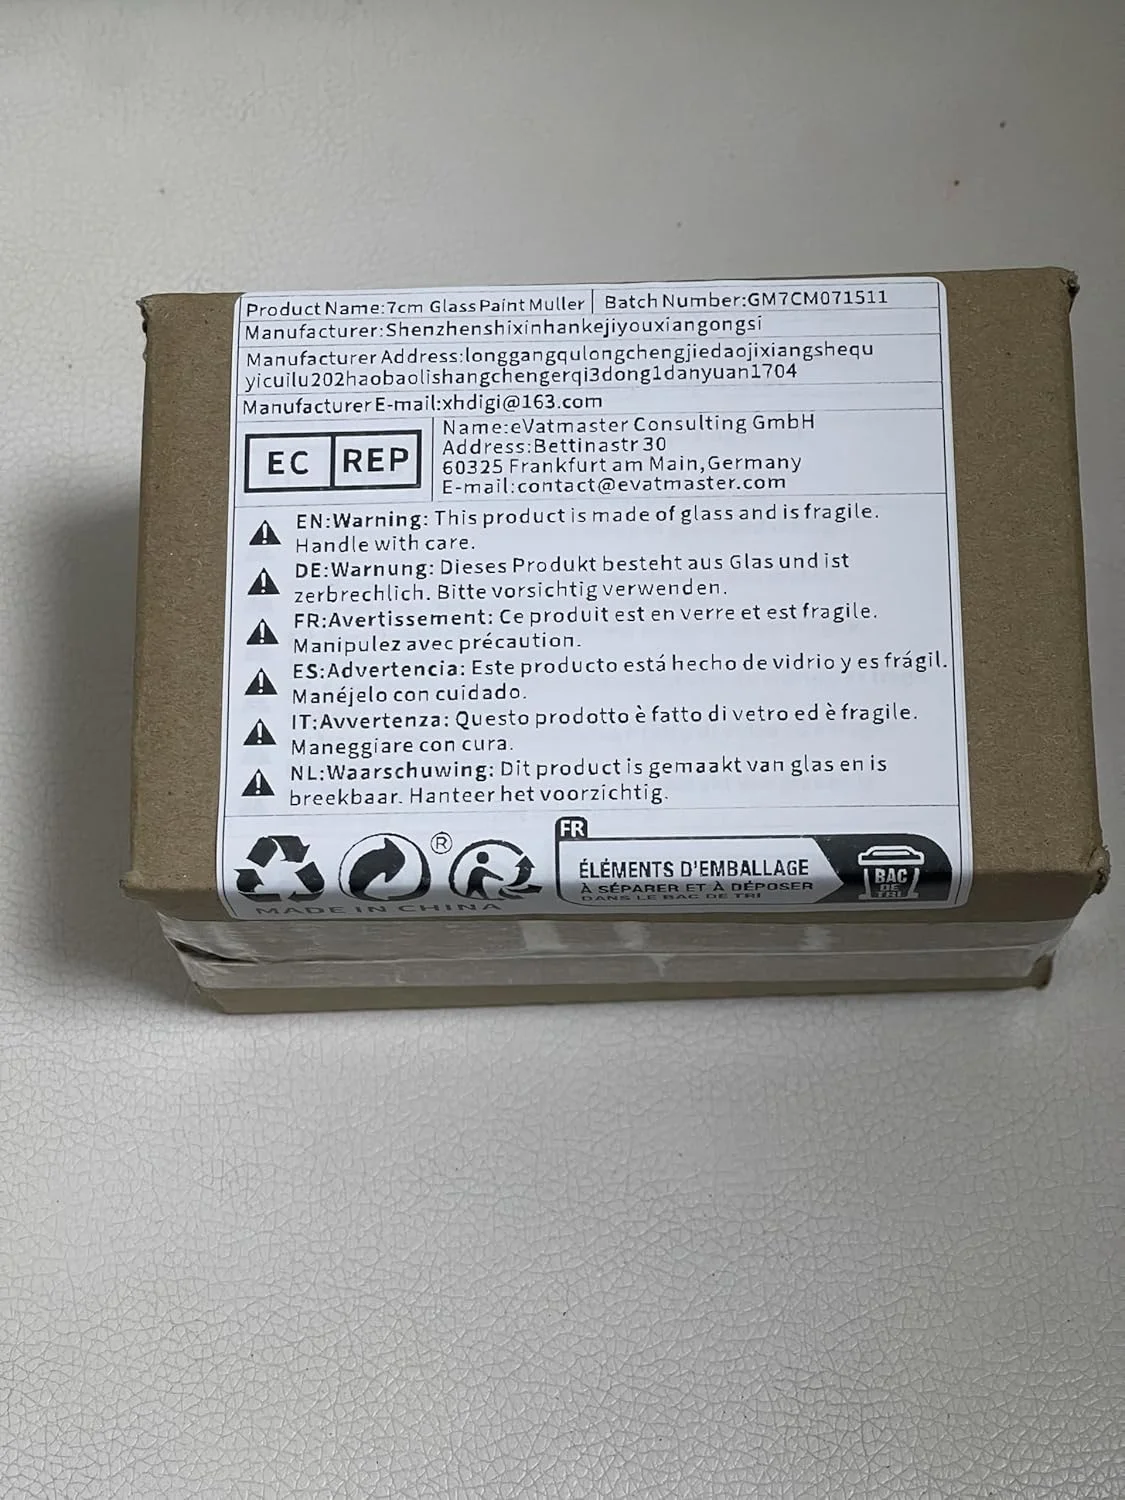 Product Name:7cm Glass Paint Muller Batch Number:GM7CM071511
Manufacturer:Shenzhenshixinhankejiyouxiangongsi
Manufacturer Address:longgangqulongchengjiedaojixiangshequ
yicuilu202haobaolishangchengerqi3dong1danyuan1704
Manufacturer E-mail:xhdigi@163.com
EC REP
Name:eVatmaster Consulting GmbH
Address:Bettinastr 30
60325 Frankfurt am Main,Germany
E-mail:contact@evatmaster.com
EN:Warning: This product is made of glass and is fragile.
Handle with care.
DE:Warnung: Dieses Produkt besteht aus Glas und ist
zerbrechlich. Bitte vorsichtig verwenden.
FR:Avertissement: Ce produit est en verre et est fragile.
Manipulez avec précaution.
ES:Advertencia: Este producto está hecho de vidrio y es frágil.
Manéjelo con cuidado.
IT:Avvertenza: Questo prodotto è fatto di vetro ed è fragile.
Maneggiare con cura.
NL:Waarschuwing: Dit product is gemaakt van glas en is
breekbaar. Hanteer het voorzichtig.
®
MADE IN CHINA
FR
ÉLÉMENTS D'EMBALLAGE
À SÉPARER ET À DÉPOSER
DANS LE BAC DE TRI
BAC
DE
TRI